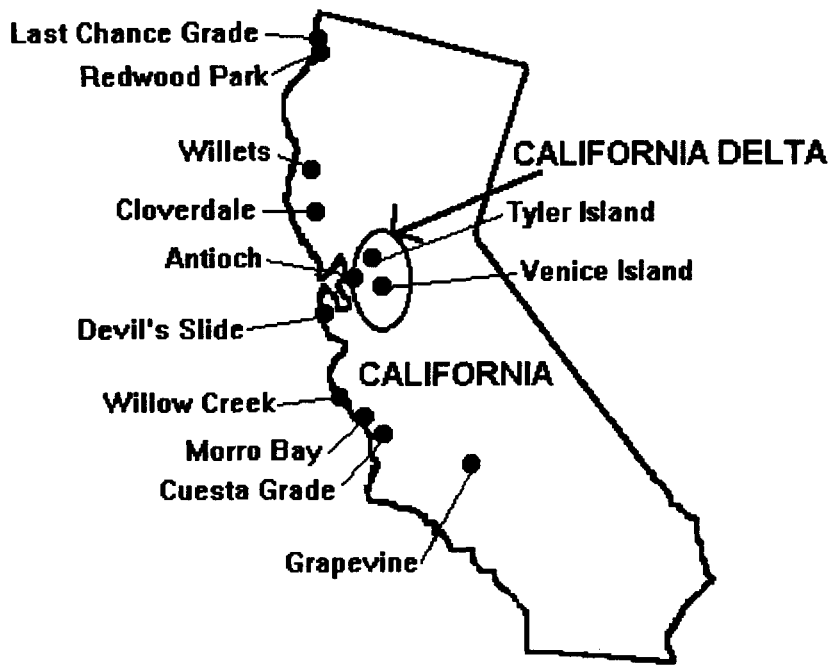 Last Chance Grade
Redwood Park
Willets
CALIFORNIA DELTA
Cloverdale
Tyler Island
Antioch
Venice Island
Devil's Slide
CALIFORNIA
Willow Creek
Morro Bay
Cuesta Grade
Grapevine